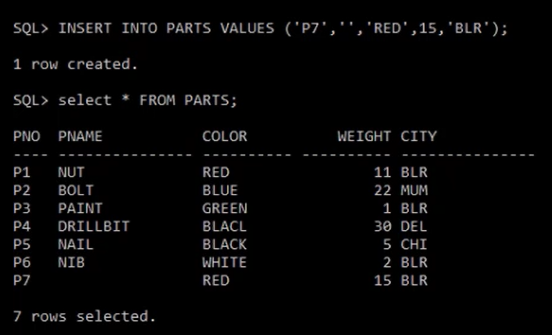 SQL> INSERT INTO PARTS VALUES ('P7','','RED',15,'BLR');
1 row created.
SQL> select * FROM PARTS;
PNO PNAME COLOR WEIGHT CITY
---- --------------- ---------- ---------- ---------------
P1 NUT RED 11 BLR
P2 BOLT BLUE 22 MUM
P3 PAINT GREEN 1 BLR
P4 DRILLBIT BLACL 30 DEL
P5 NAIL BLACK 5 CHI
P6 NIB WHITE 2 BLR
P7 RED 15 BLR
7 rows selected.